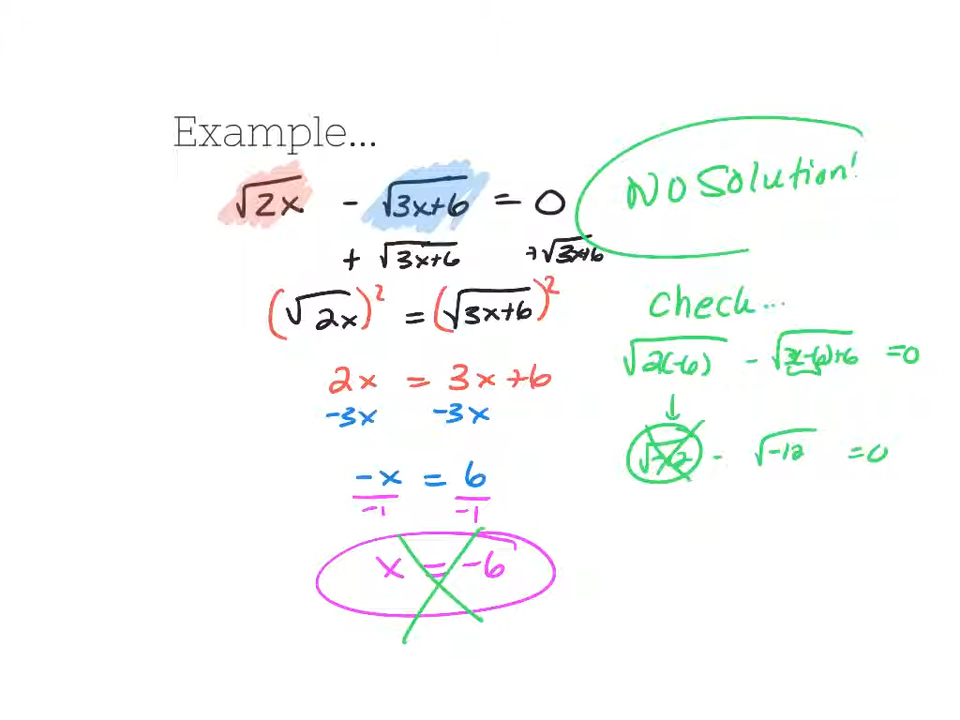 Example...
√2x - √3x+6 = 0
+ √3x+6 +√3x+6
(√2x)² = (√3x+6)²
2x = 3x+6
-3x -3x
-x = 6
-1 -1
x = -6
No Solution!
check...
√2(-6) - √3(-6)+6 =0
↓
√-12 - √-12 =0